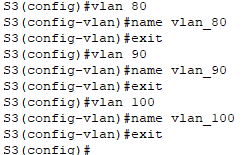 S3(config)#vlan 80
S3(config-vlan)#name vlan_80
S3(config-vlan)#exit
S3(config)#vlan 90
S3(config-vlan)#name vlan_90
S3(config-vlan)#exit
S3(config)#vlan 100
S3(config-vlan)#name vlan_100
S3(config-vlan)#exit
S3(config)#